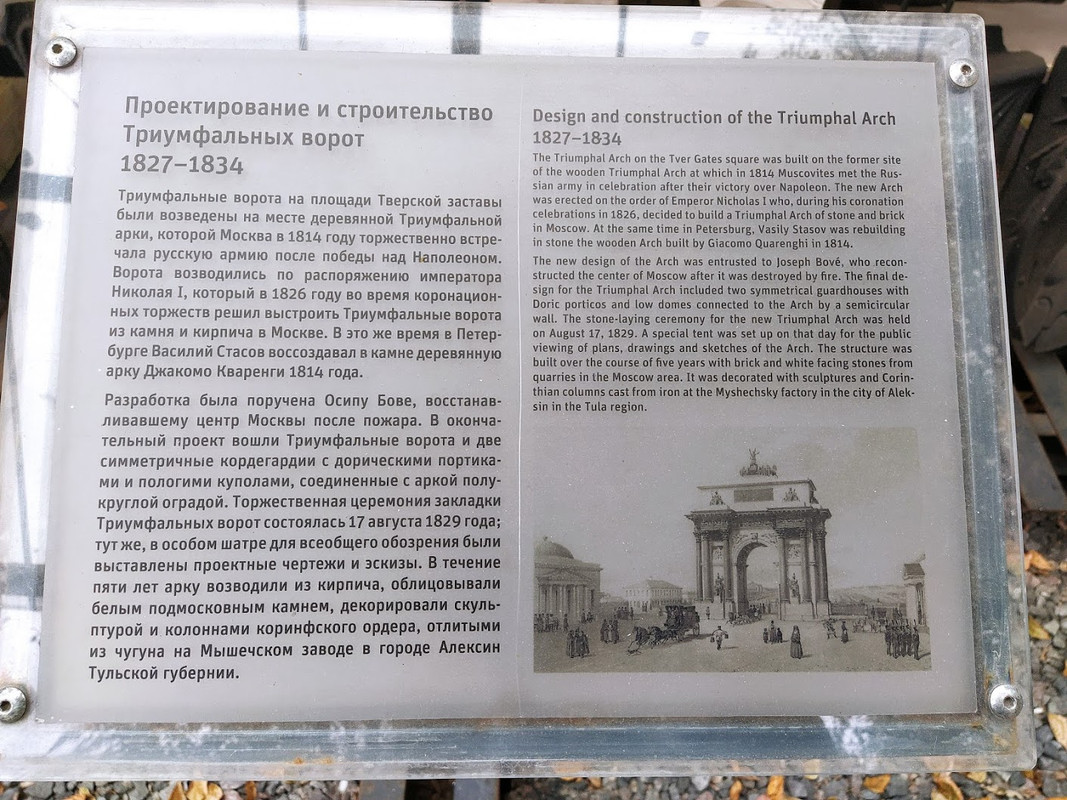 Проектирование и строительство
Триумфальных ворот
1827–1834
Триумфальные ворота на площади Тверской заставы
были возведены на месте деревянной Триумфальной
арки, которой Москва в 1814 году торжественно встре-
чала русскую армию после победы над Наполеоном.
Ворота возводились по распоряжению императора
Николая I, который в 1826 году во время коронацион-
ных торжеств решил выстроить Триумфальные ворота
из камня и кирпича в Москве. В это же время в Петер-
бурге Василий Стасов воссоздавал в камне деревянную
арку Джакомо Кваренги 1814 года.
Разработка была поручена Осипу Бове, восстанав-
ливавшему центр Москвы после пожара. В оконча-
тельный проект вошли Триумфальные ворота и две
симметричные кордегардии с дорическими портика-
ми и пологими куполами, соединенные с аркой полу-
круглой оградой. Торжественная церемония закладки
Триумфальных ворот состоялась 17 августа 1829 года;
тут же, в особом шатре для всеобщего обозрения были
выставлены проектные чертежи и эскизы. В течение
пяти лет арку возводили из кирпича, облицовывали
белым подмосковным камнем, декорировали скуль-
птурой и колоннами коринфского ордера, отлитыми
из чугуна на Мышечском заводе в городе Алексин
Тульской губернии.
Design and construction of the Triumphal Arch
1827–1834
The Triumphal Arch on the Tver Gates square was built on the former site
of the wooden Triumphal Arch at which in 1814 Muscovites met the Rus-
sian army in celebration after their victory over Napoleon. The new Arch
was erected on the order of Emperor Nicholas I who, during his coronation
celebrations in 1826, decided to build a Triumphal Arch of stone and brick
in Moscow. At the same time in Petersburg, Vasily Stasov was rebuilding
in stone the wooden Arch built by Giacomo Quarenghi in 1814.
The new design of the Arch was entrusted to Joseph Bové, who recon-
structed the center of Moscow after it was destroyed by fire. The final de-
sign for the Triumphal Arch included two symmetrical guardhouses with
Doric porticos and low domes connected to the Arch by a semicircular
wall. The stone-laying ceremony for the new Triumphal Arch was held
on August 17, 1829. A special tent was set up on that day for the public
viewing of plans, drawings and sketches of the Arch. The structure was
built over the course of five years with brick and white facing stones from
quarries in the Moscow area. It was decorated with sculptures and Corin-
thian columns cast from iron at the Myshechsky factory in the city of Alek-
sin in the Tula region.